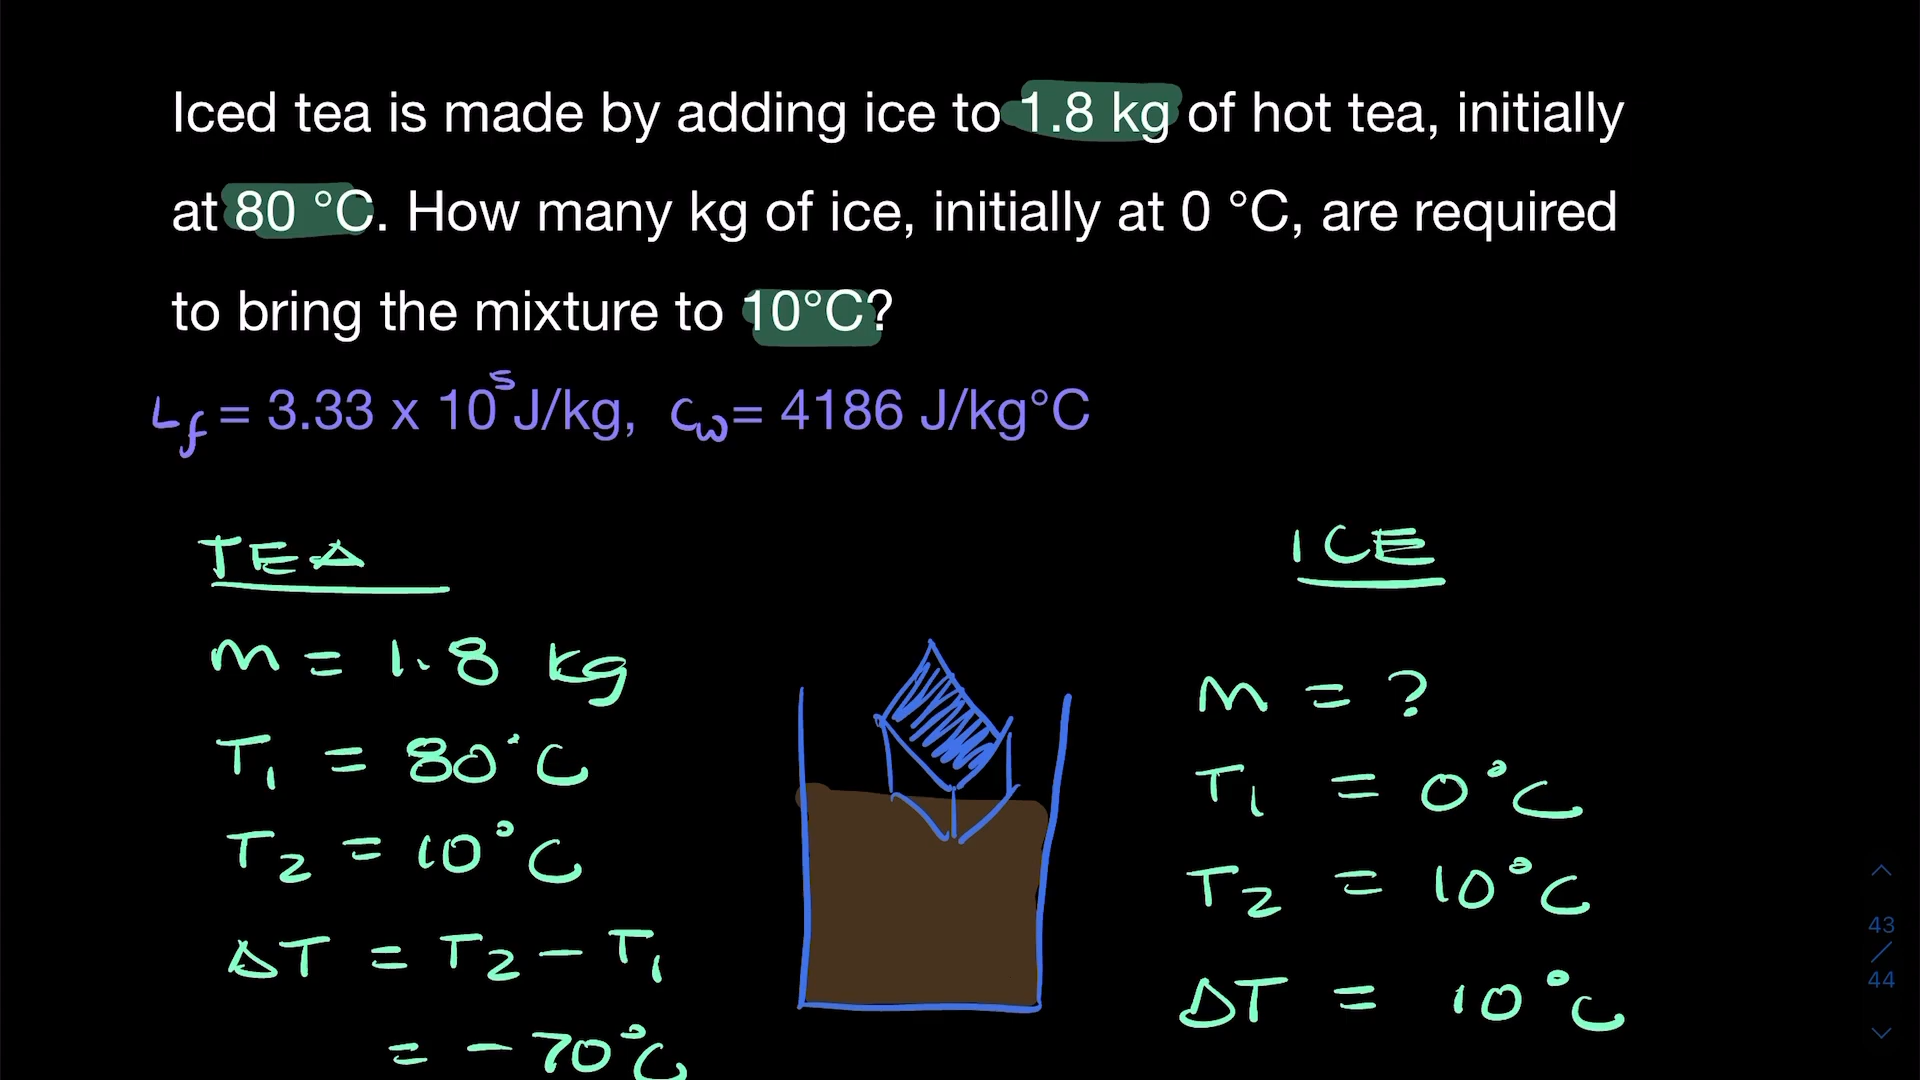 Iced tea is made by adding ice to 1.8 kg of hot tea, initially
at 80 °C. How many kg of ice, initially at 0 °C, are required
to bring the mixture to 10°C?
Lf = 3.33 x 10⁵ J/kg, Cw = 4186 J/kg°C
TEA
m = 1.8 kg
T₁ = 80°C
T₂ = 10°C
ΔT = T₂ - T₁
= - 70°C
ICE
m = ?
T₁ = 0°C
T₂ = 10°C
ΔT = 10°C
43
/
44